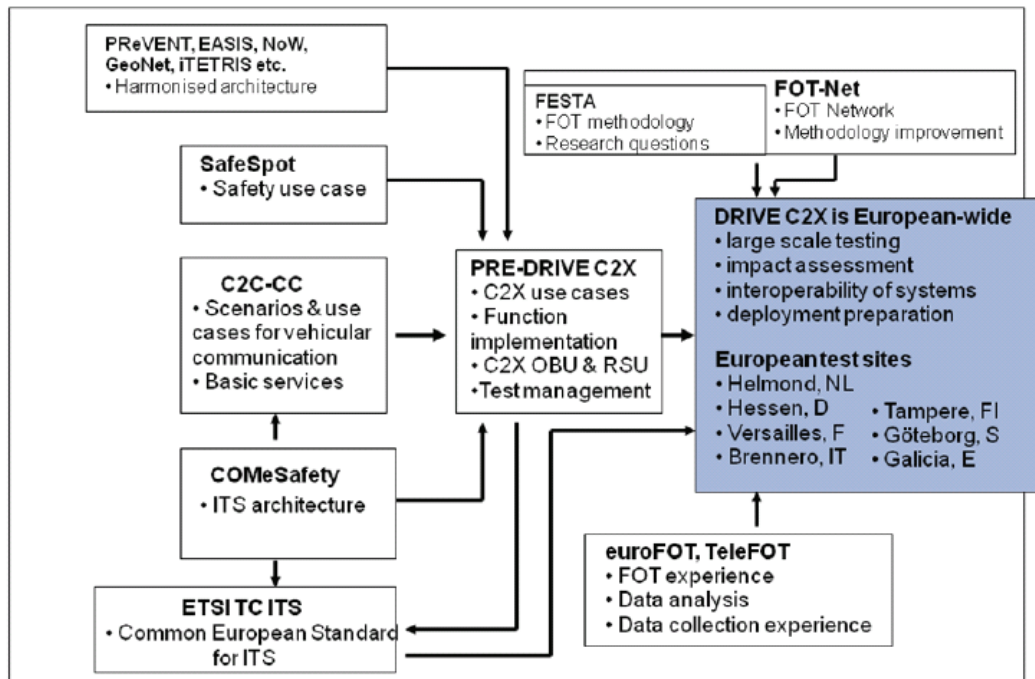 PReVENT, EASIS, NoW,
GeoNet, iTETRIS etc.
• Harmonised architecture
SafeSpot
• Safety use case
C2C-CC
• Scenarios & use
cases for vehicular
communication
• Basic services
COMeSafety
• ITS architecture
ETSI TC ITS
• Common European Standard
for ITS
PRE-DRIVE C2X
• C2X use cases
• Function
implementation
• C2X OBU & RSU
•Test management
FESTA
• FOT methodology
• Research questions
FOT-Net
• FOT Network
• Methodology improvement
DRIVE C2X is European-wide
• large scale testing
• impact assessment
• interoperability of systems
• deployment preparation
European test sites
• Helmond, NL
• Hessen, D
• Versailles, F
• Brennero, IT
• Tampere, FI
• Göteborg, S
• Galicia, E
euroFOT, TeleFOT
• FOT experience
• Data analysis
• Data collection experience